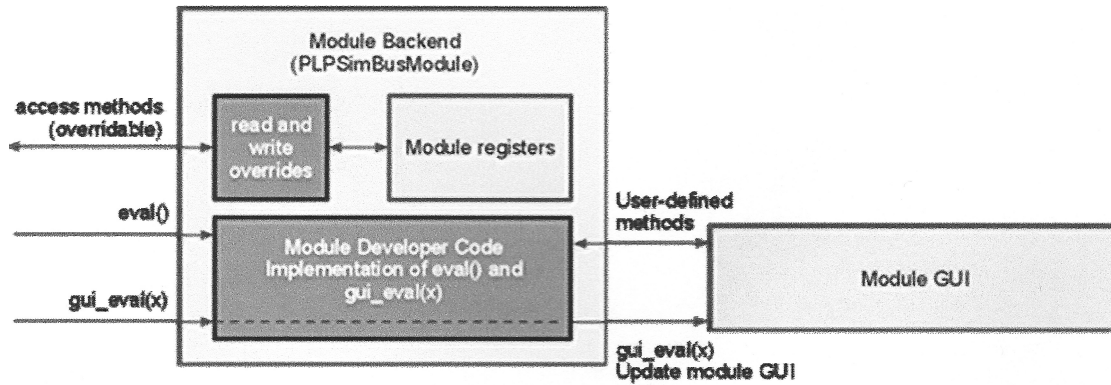 Module Backend
(PLPSimBusModule)
access methods
(overridable)
read and
write
overrides
Module registers
eval()
User-defined
methods
Module Developer Code
Implementation of eval() and
gui_eval(x)
Module GUI
gui_eval(x)
gui_eval(x)
Update module GUI